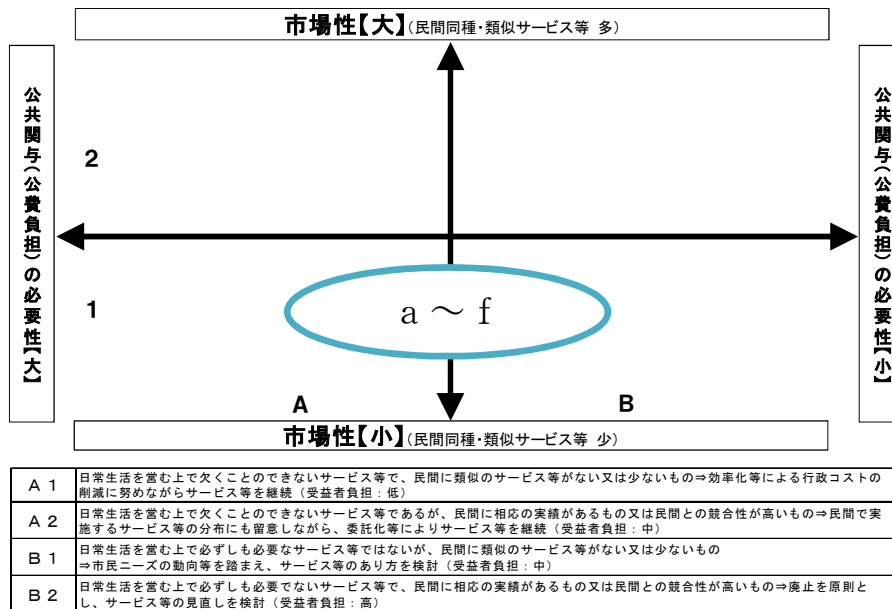 市場性【大】(民間同種・類似サービス等 多)
公共関与(公費負担)の必要性【大】
公共関与(公費負担)の必要性【小】
2
1
a ～ f
A
B
市場性【小】(民間同種・類似サービス等 少)
A 1
日常生活を営む上で欠くことのできないサービス等で、民間に類似のサービス等がない又は少ないもの⇒効率化等による行政コストの
削減に努めながらサービス等を継続（受益者負担：低）
A 2
日常生活を営む上で欠くことのできないサービス等であるが、民間に相応の実績があるもの又は民間との競合性が高いもの⇒民間で実
施するサービス等の分布にも留意しながら、委託化等によりサービス等を継続（受益者負担：中）
B 1
日常生活を営む上で必ずしも必要なサービス等ではないが、民間に類似のサービス等がない又は少ないもの
⇒市民ニーズの動向等を踏まえ、サービス等のあり方を検討（受益者負担：中）
B 2
日常生活を営む上で必ずしも必要でないサービス等で、民間に相応の実績があるもの又は民間との競合性が高いもの⇒廃止を原則と
し、サービス等の見直しを検討（受益者負担：高）